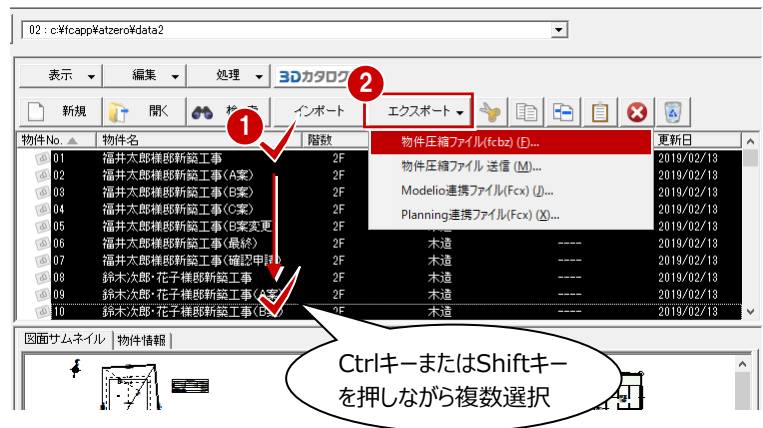 02 : c:¥fcapp¥atzero¥data2
表示 編集 処理 3Dカタログ
2
新規 開く インポート エクスポート
1
物件No. 物件名 階数 更新日
物件圧縮ファイル(fcbz) (F)...
物件圧縮ファイル 送信 (M)...
Modelio連携ファイル(Fcx) (J)...
Planning連携ファイル(Fcx) (X)...
01 福井太郎様邸新築工事 2F 2019/02/13
02 福井太郎様邸新築工事(A案) 2F 2019/02/13
03 福井太郎様邸新築工事(B案) 2F 2019/02/13
04 福井太郎様邸新築工事(C案) 2F 2019/02/13
05 福井太郎様邸新築工事(B案変更 2F 2019/02/13
06 福井太郎様邸新築工事(最終) 2F 木造 ---- 2019/02/13
07 福井太郎様邸新築工事(確認申請) 2F 木造 ---- 2019/02/13
08 鈴木次郎・花子様邸新築工事 2F 木造 ---- 2019/02/13
09 鈴木次郎・花子様邸新築工事(A案) 2F 木造 ---- 2019/02/13
10 鈴木次郎・花子様邸新築工事(B案) 2F 木造 ---- 2019/02/13
図面サムネイル 物件情報
CtrlキーまたはShiftキー
を押しながら複数選択